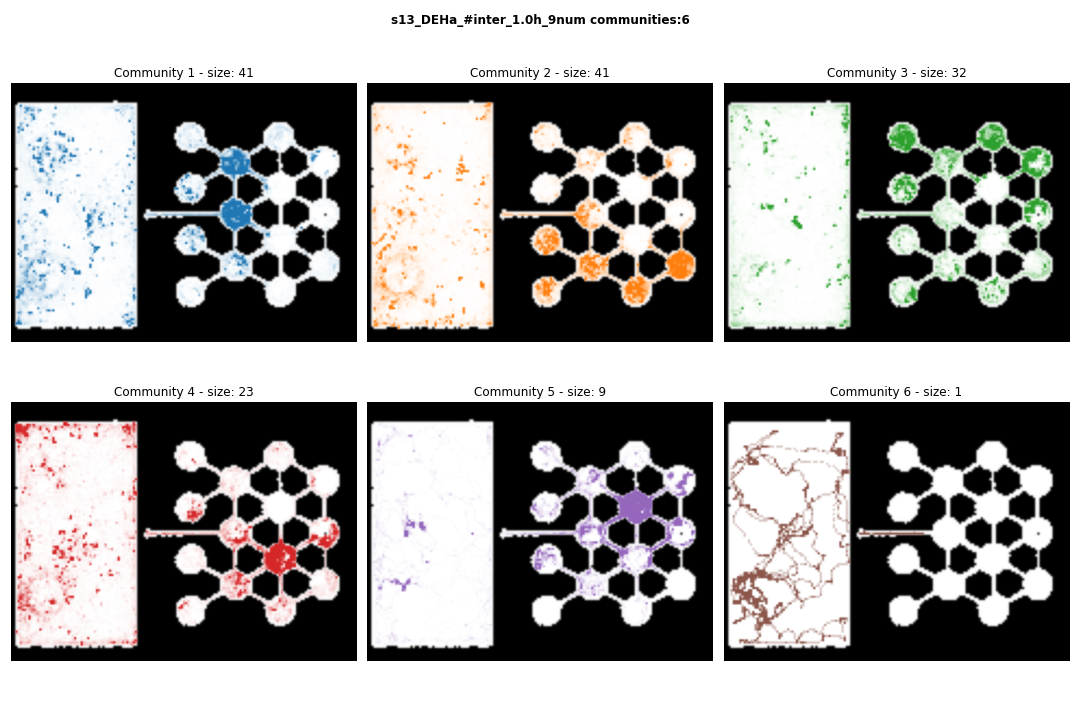 s13_DEHa_#inter_1.0h_9num communities:6
Community 1 - size: 41
Community 2 - size: 41
Community 3 - size: 32
Community 4 - size: 23
Community 5 - size: 9
Community 6 - size: 1